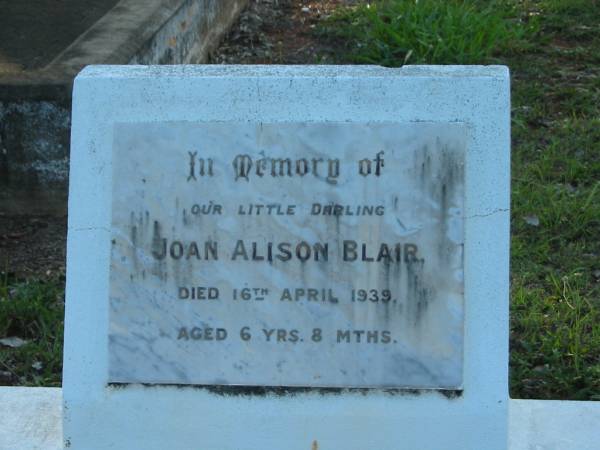 In Memory of
OUR LITTLE DARLING
JOAN ALISON BLAIR,
DIED 16TH APRIL 1939,
AGED 6 YRS. 8 MTHS.